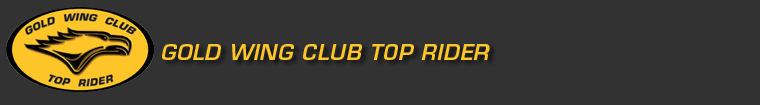 GOLD WING CLUB
TOP RIDER
GOLD WING CLUB TOP RIDER